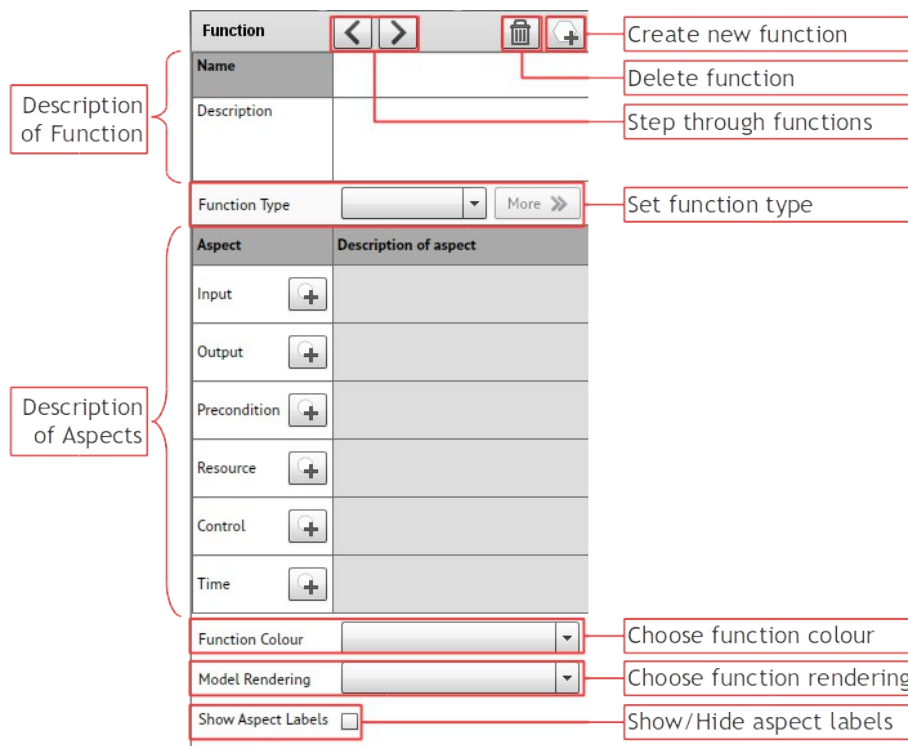 Function
Create new function
Delete function
Step through functions
Name
Description
Description
of Function
Function Type
More
Set function type
Aspect
Description of aspect
Input
Output
Precondition
Resource
Control
Time
Description
of Aspects
Function Colour
Choose function colour
Model Rendering
Choose function rendering
Show Aspect Labels
Show/Hide aspect labels